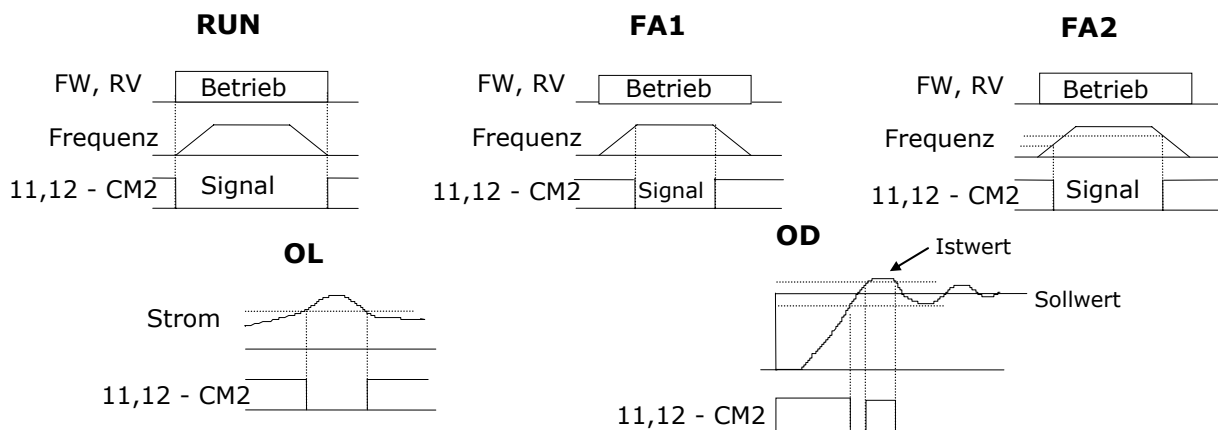 RUN
FW, RV
Betrieb
Frequenz
11,12 - CM2
Signal
FA1
FW, RV
Betrieb
Frequenz
11,12 - CM2
Signal
FA2
FW, RV
Betrieb
Frequenz
11,12 - CM2
Signal
OL
Strom
11,12 - CM2
OD
Istwert
Sollwert
11,12 - CM2